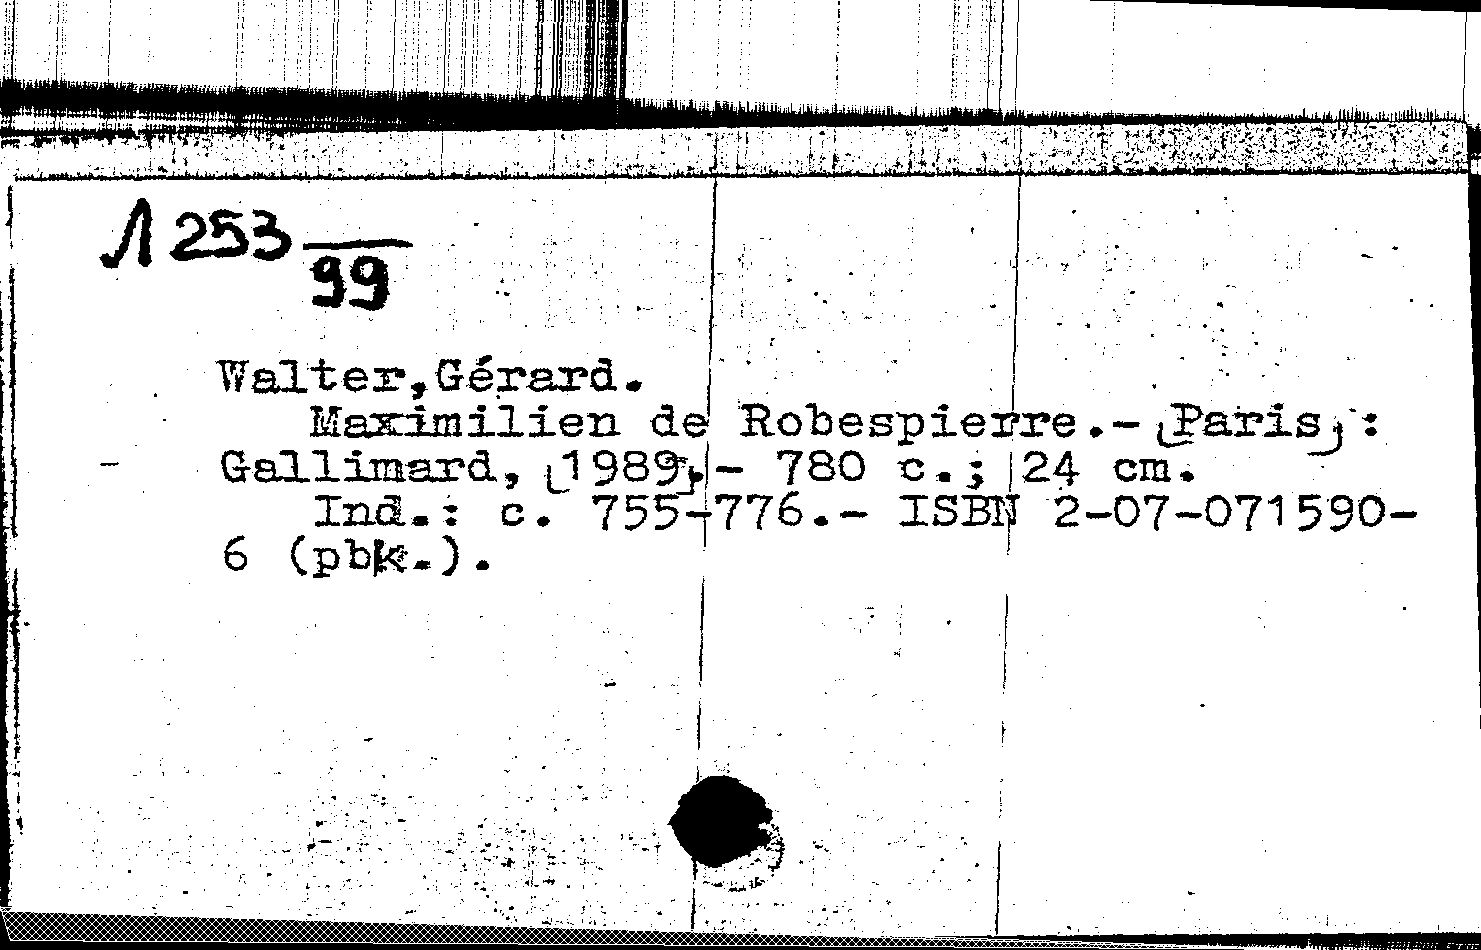 Л 253
99
Walter,Gérard.
Maximilien de Robespierre.- [Paris] :
Gallimard, [1989].- 780 c.; 24 cm.
Ind.: c. 755-776.- ISBN 2-07-071590-
6 (pbk.).